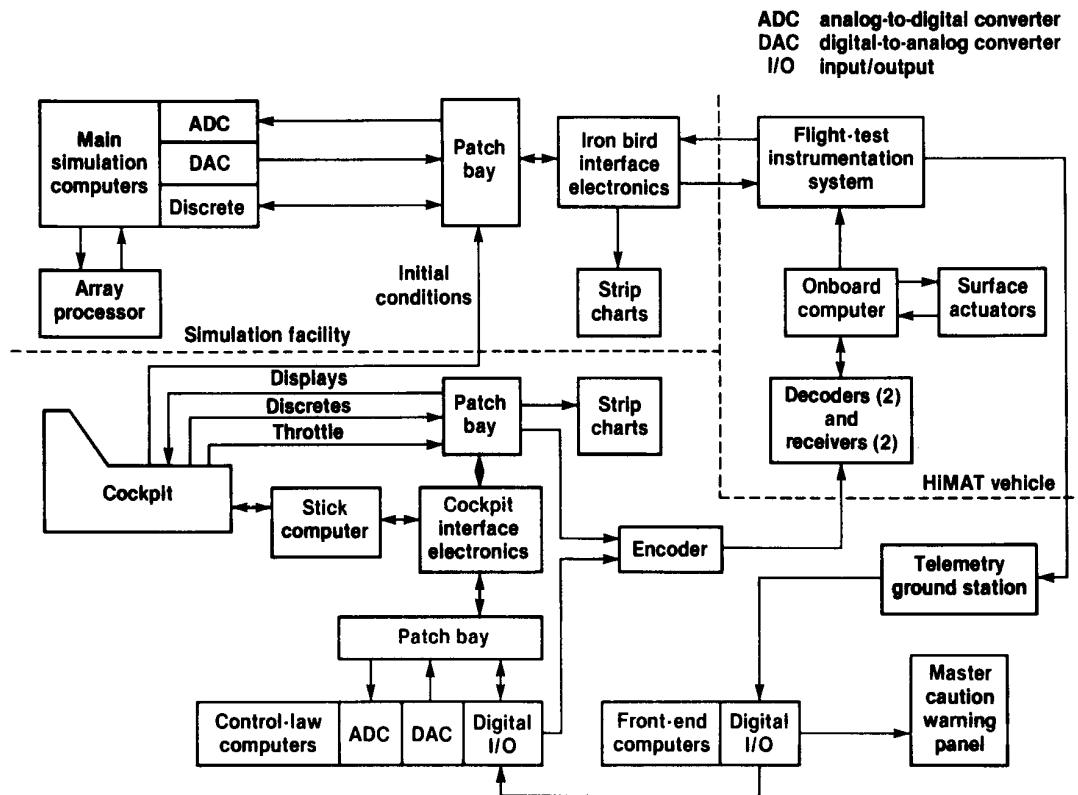 ADC analog-to-digital converter
DAC digital-to-analog converter
I/O input/output
Main
simulation
computers
ADC
DAC
Discrete
Patch
bay
Iron bird
interface
electronics
Flight-test
instrumentation
system
Array
processor
Initial
conditions
Strip
charts
Onboard
computer
Surface
actuators
Simulation facility
Displays
Discretes
Throttle
Patch
bay
Strip
charts
Decoders (2)
and
receivers (2)
HiMAT vehicle
Cockpit
Stick
computer
Cockpit
interface
electronics
Encoder
Telemetry
ground station
Patch bay
Control-law
computers
ADC
DAC
Digital
I/O
Front-end
computers
Digital
I/O
Master
caution
warning
panel